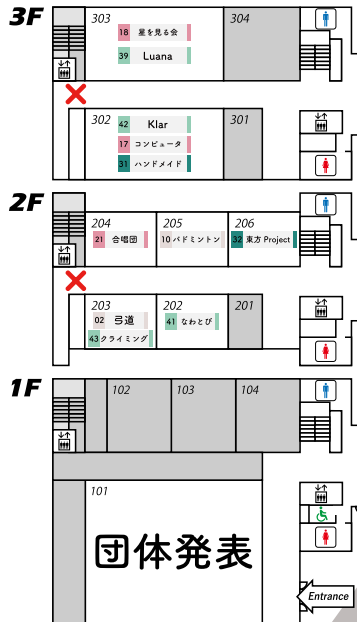 3F
303
304
18 星を見る会
39 Luana
302
301
42 Klar
17 コンピュータ
31 ハンドメイド
2F
204
205
206
21 合唱団
10 バドミントン
32 東方 Project
203
202
201
02 弓道
41 なわとび
43 クライミング
1F
102
103
104
101
団体発表
Entrance